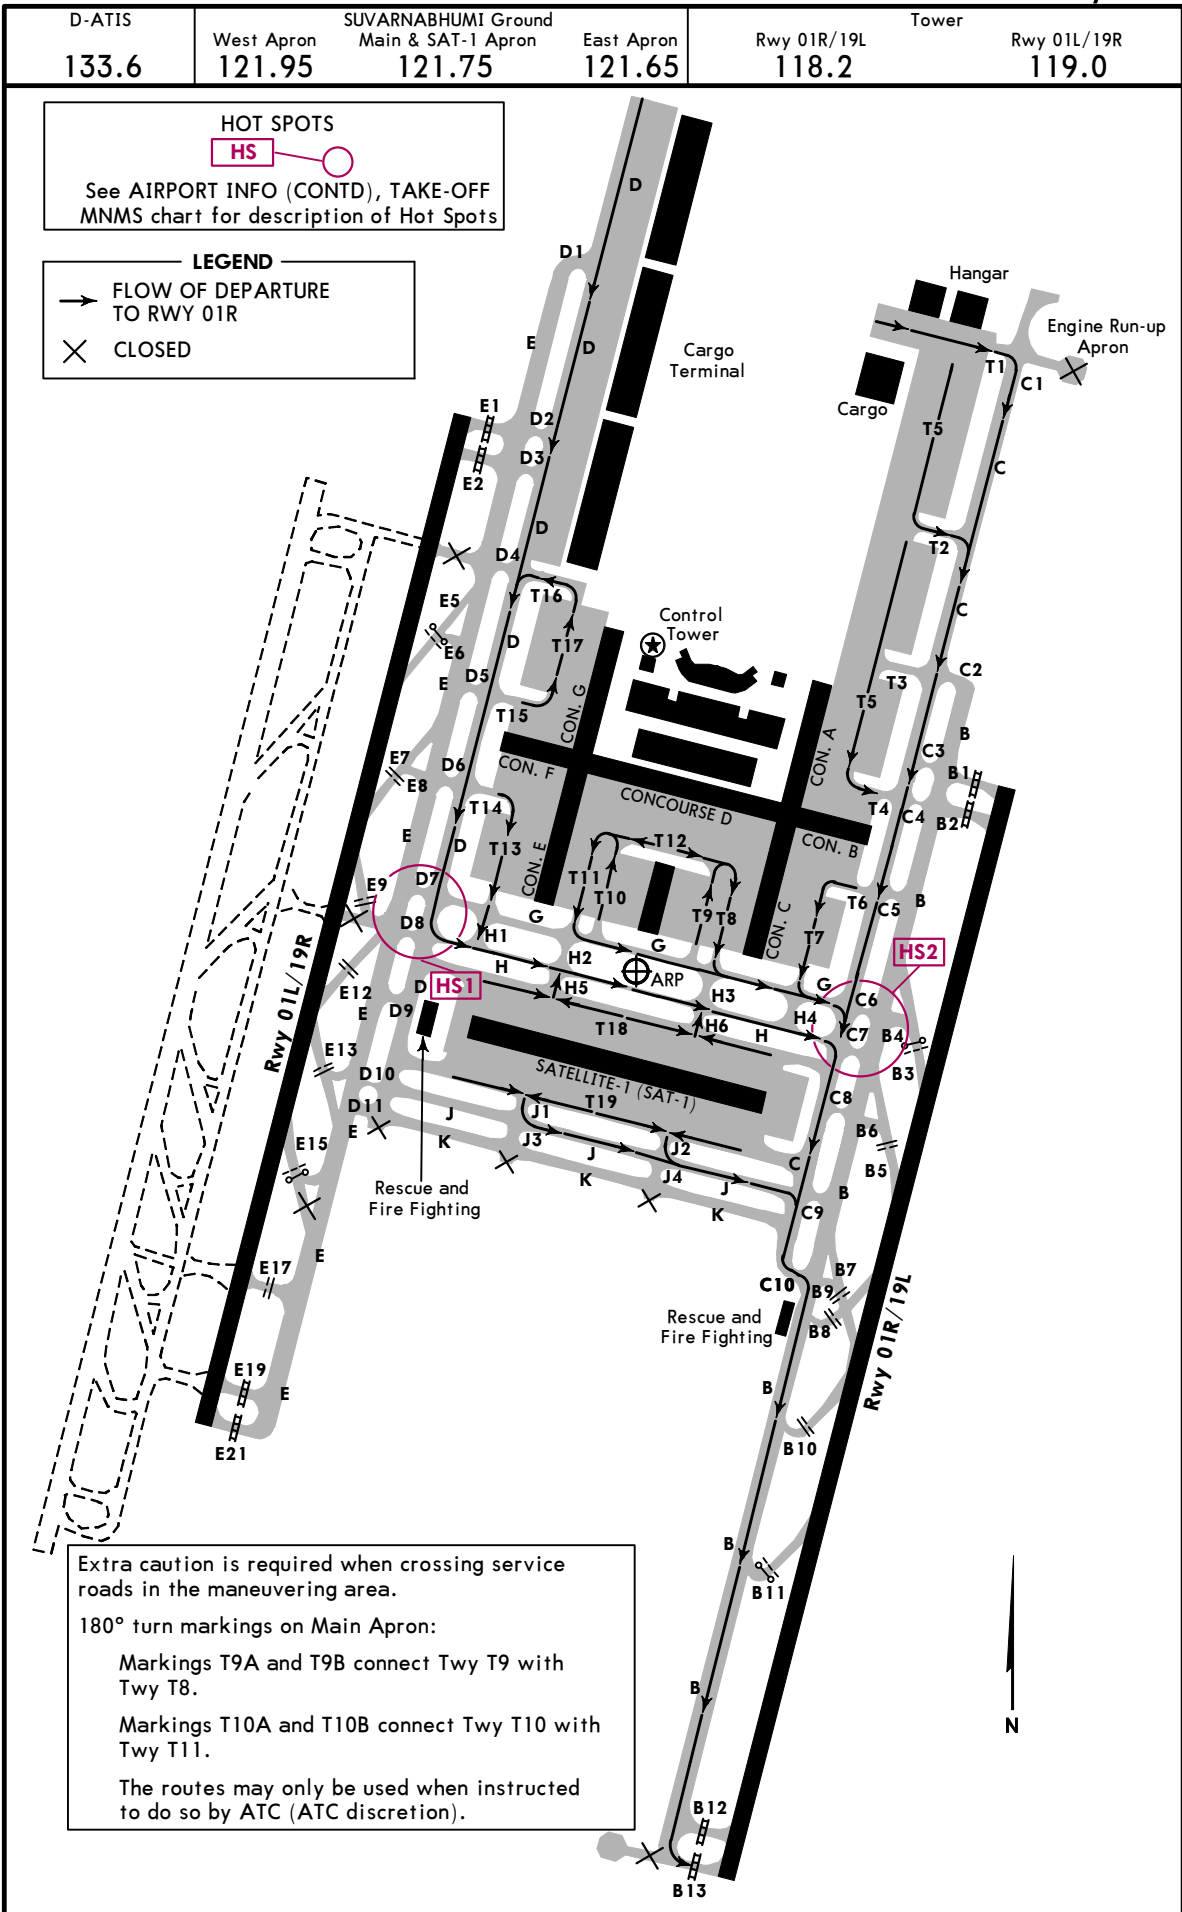 D-ATIS
133.6
SUVARNABHUMI Ground
West Apron
121.95
Main & SAT-1 Apron
121.75
East Apron
121.65
Tower
Rwy 01R/19L
118.2
Rwy 01L/19R
119.0
HOT SPOTS
HS
See AIRPORT INFO (CONTD), TAKE-OFF
MNMS chart for description of Hot Spots
LEGEND
FLOW OF DEPARTURE
TO RWY 01R
CLOSED
D
D1
Hangar
Engine Run-up
Apron
E
D
Cargo
Terminal
T1
C1
Cargo
E1
D2
T5
D3
C
E2
D
D4
T2
E5
T16
C
Control
Tower
E6
D
T17
E
D5
T3
C2
T15
CON. G
T5
B
CON. A
C3
E7
D6
CON. F
B1
E8
T14
CONCOURSE D
T4
C4
B2
E
D
T13
T12
CON. B
CON. E
D7
T11
E9
T10
T9
T8
CON. C
T6
C5
B
D8
G
H1
G
T7
HS2
H
H2
ARP
E12
D
HS1
H5
H3
G
C6
E
D9
T18
H6
H
H4
C7
B4
Rwy 01L/19R
E13
D10
SATELLITE-1 (SAT-1)
B3
D11
J
J1
T19
C8
E
K
J3
J2
B6
E15
J
C
B5
K
J4
J
B
Rescue and
Fire Fighting
K
C9
E
E17
C10
B7
B9
Rescue and
Fire Fighting
B8
Rwy 01R/19L
E19
E
B
E21
B10
B
B11
Extra caution is required when crossing service
roads in the maneuvering area.
180° turn markings on Main Apron:
Markings T9A and T9B connect Twy T9 with
Twy T8.
Markings T10A and T10B connect Twy T10 with
Twy T11.
The routes may only be used when instructed
to do so by ATC (ATC discretion).
B
N
B12
B13